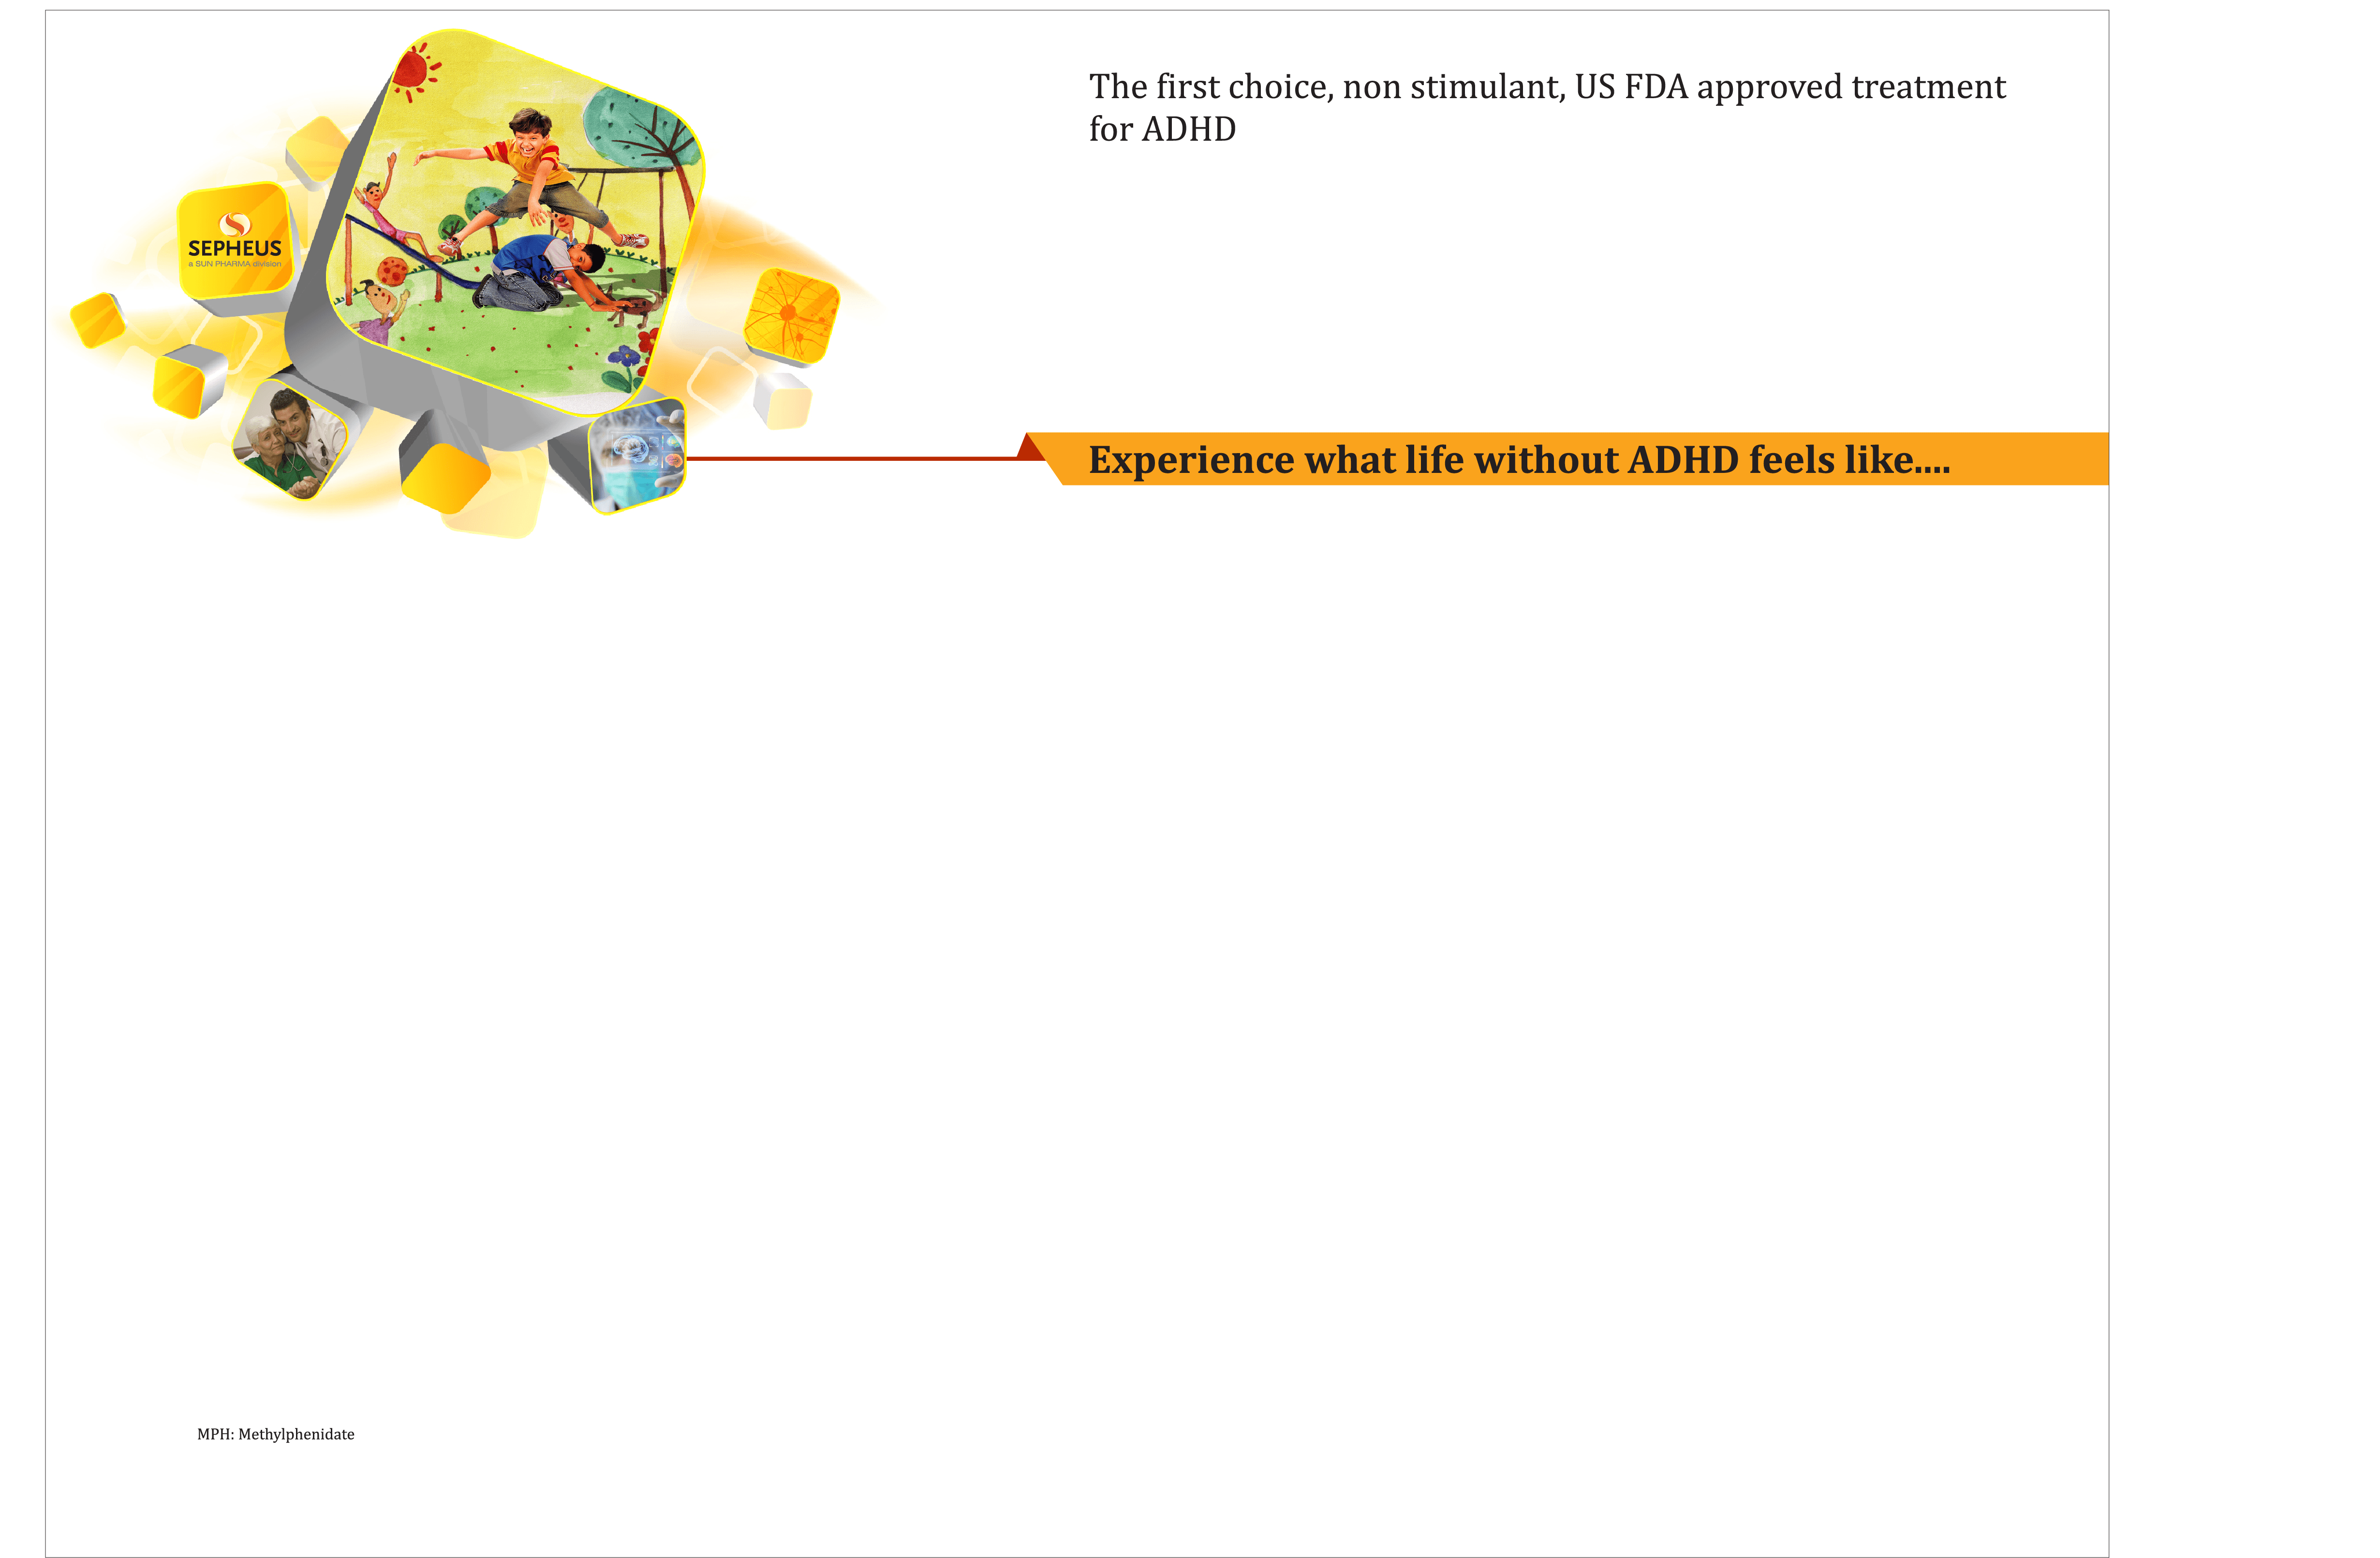 The first choice, non stimulant, US FDA approved treatment
for ADHD
SEPHEUS
a SUN PHARMA division
Experience what life without ADHD feels like....
MPH: Methylphenidate